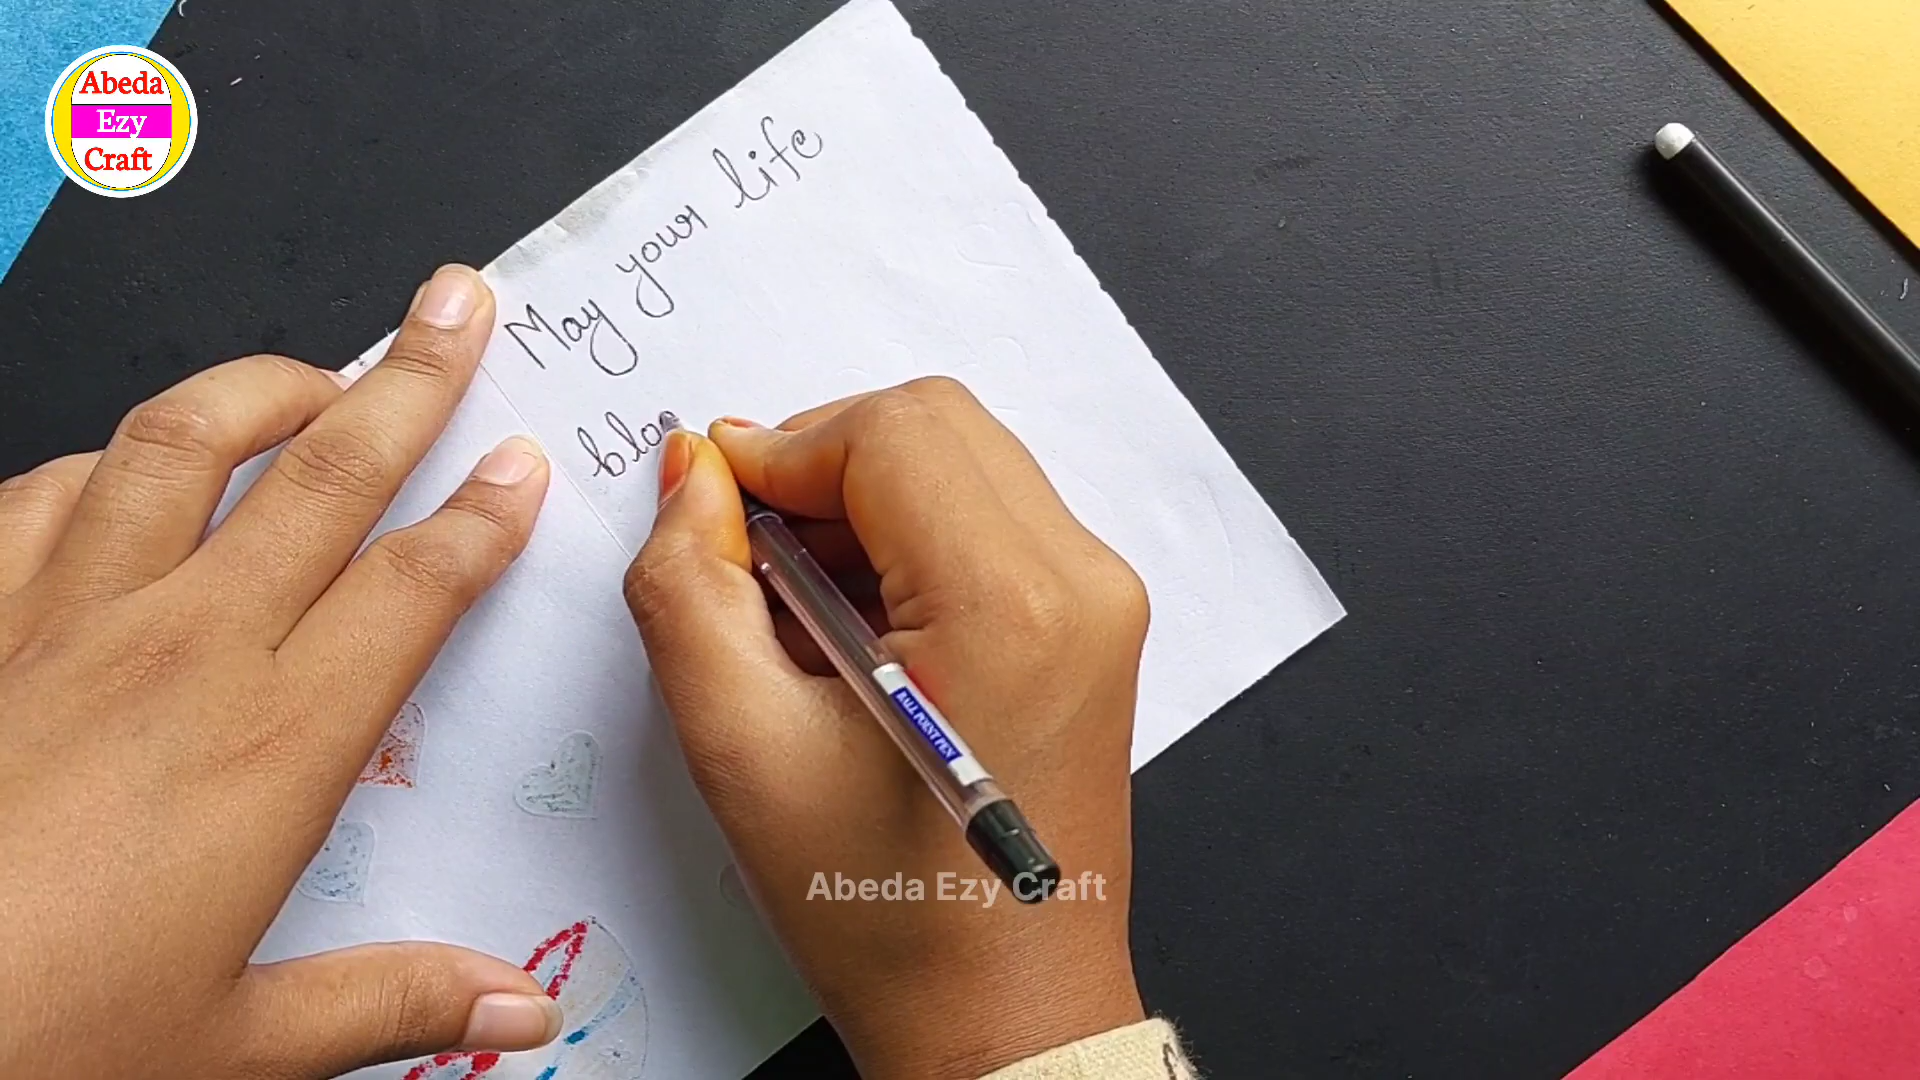 Abeda
Ezy
Craft
May your life
blo
BALL POINT PEN
Abeda Ezy Craft